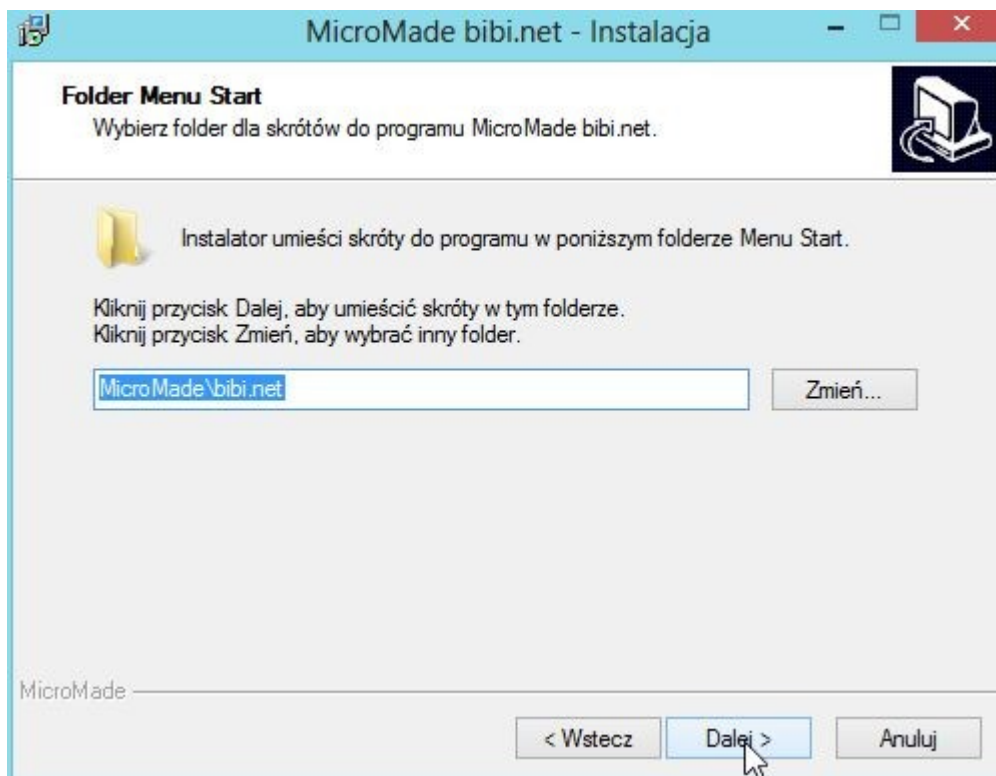 MicroMade bibi.net - Instalacja
Folder Menu Start
Wybierz folder dla skrótów do programu MicroMade bibi.net.
Instalator umieści skróty do programu w poniższym folderze Menu Start.
Kliknij przycisk Dalej, aby umieścić skróty w tym folderze.
Kliknij przycisk Zmień, aby wybrać inny folder.
MicroMade\bibi.net
Zmień...
MicroMade
< Wstecz
Dalej >
Anuluj